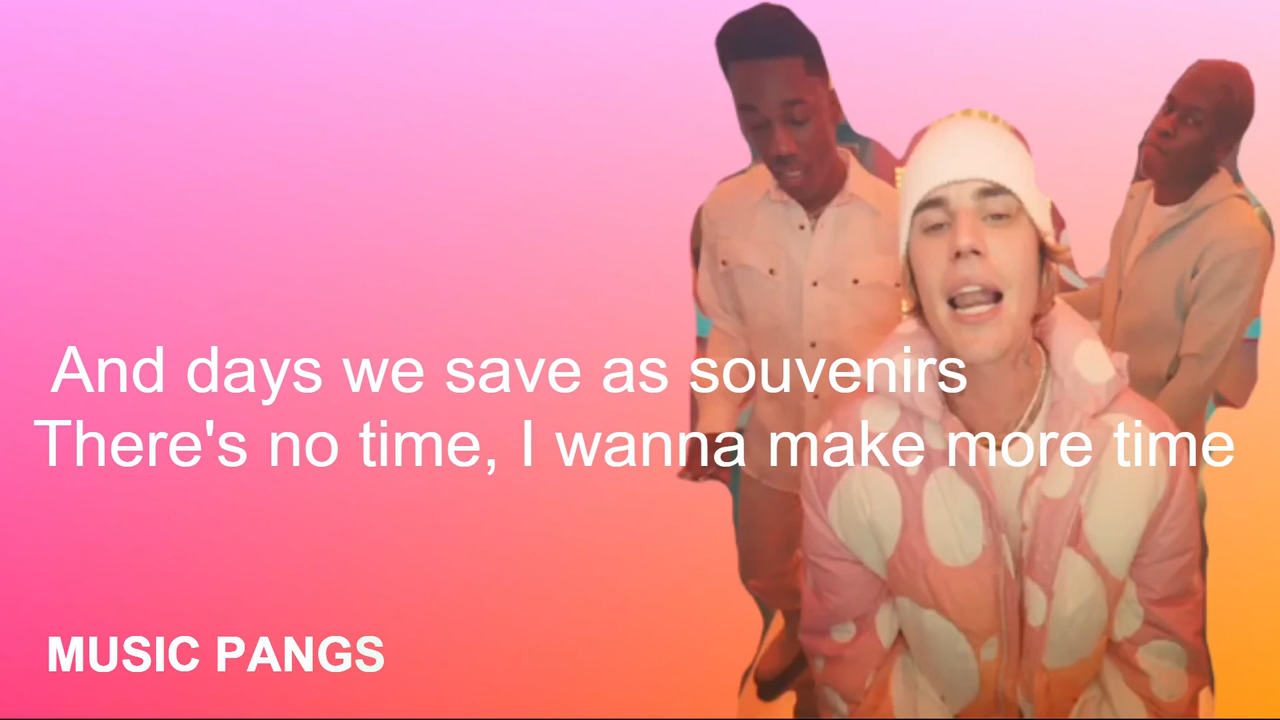 And days we save as souvenirs
There's no time, I wanna make more time
MUSIC PANGS